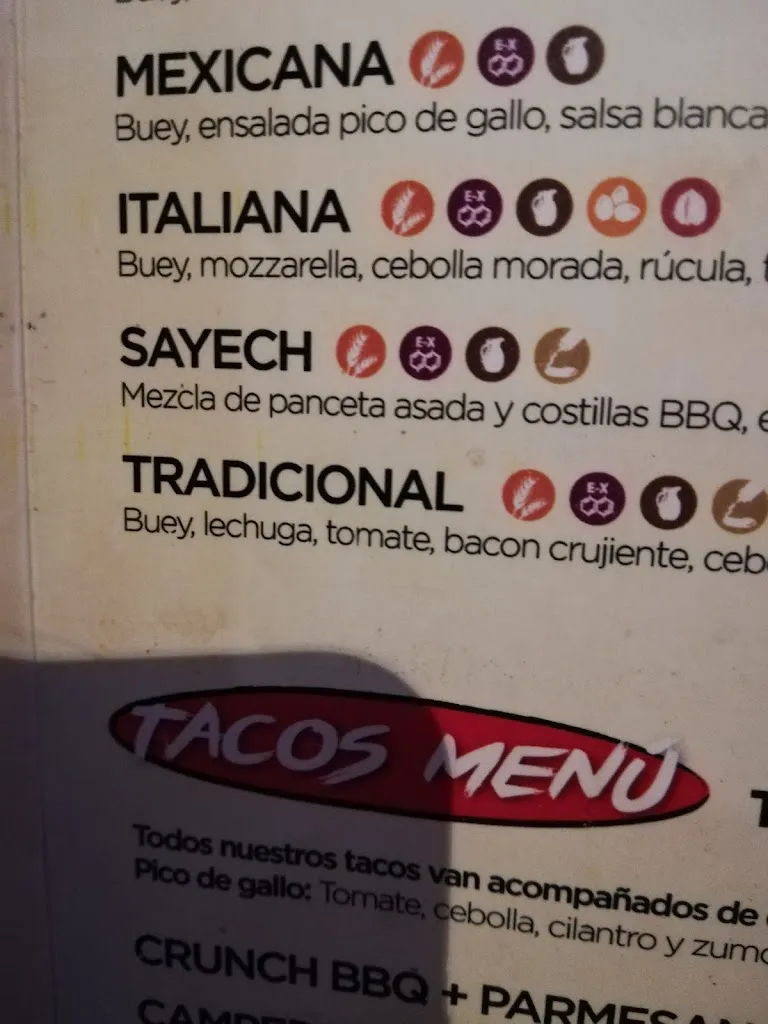 MEXICANA E-X
Buey, ensalada pico de gallo, salsa blanca
ITALIANA E-X
Buey, mozzarella, cebolla morada, rúcula,
SAYECH E-X
Mezcla de panceta asada y costillas BBQ,
TRADICIONAL E-X
Buey, lechuga, tomate, bacon crujiente,
TACOS MENÚ
Todos nuestros tacos van acompañados de
Pico de gallo: Tomate, cebolla, cilantro y
CRUNCH BBQ +